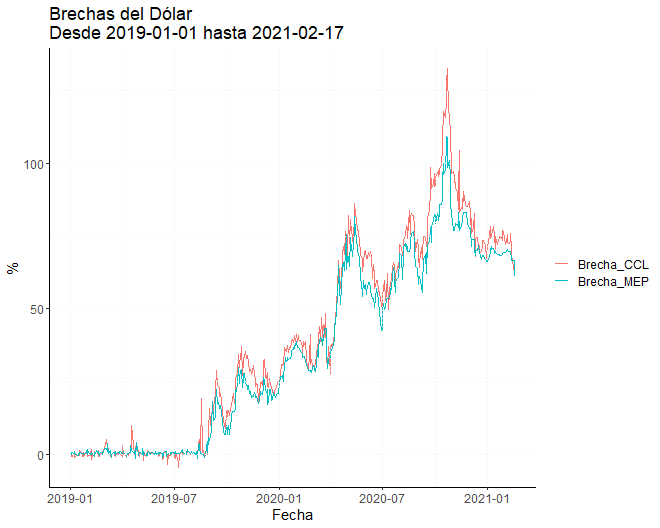 Brechas del Dólar
Desde 2019-01-01 hasta 2021-02-17
%
100
50
0
2019-01
2019-07
2020-01
2020-07
2021-01
Fecha
Brecha_CCL
Brecha_MEP